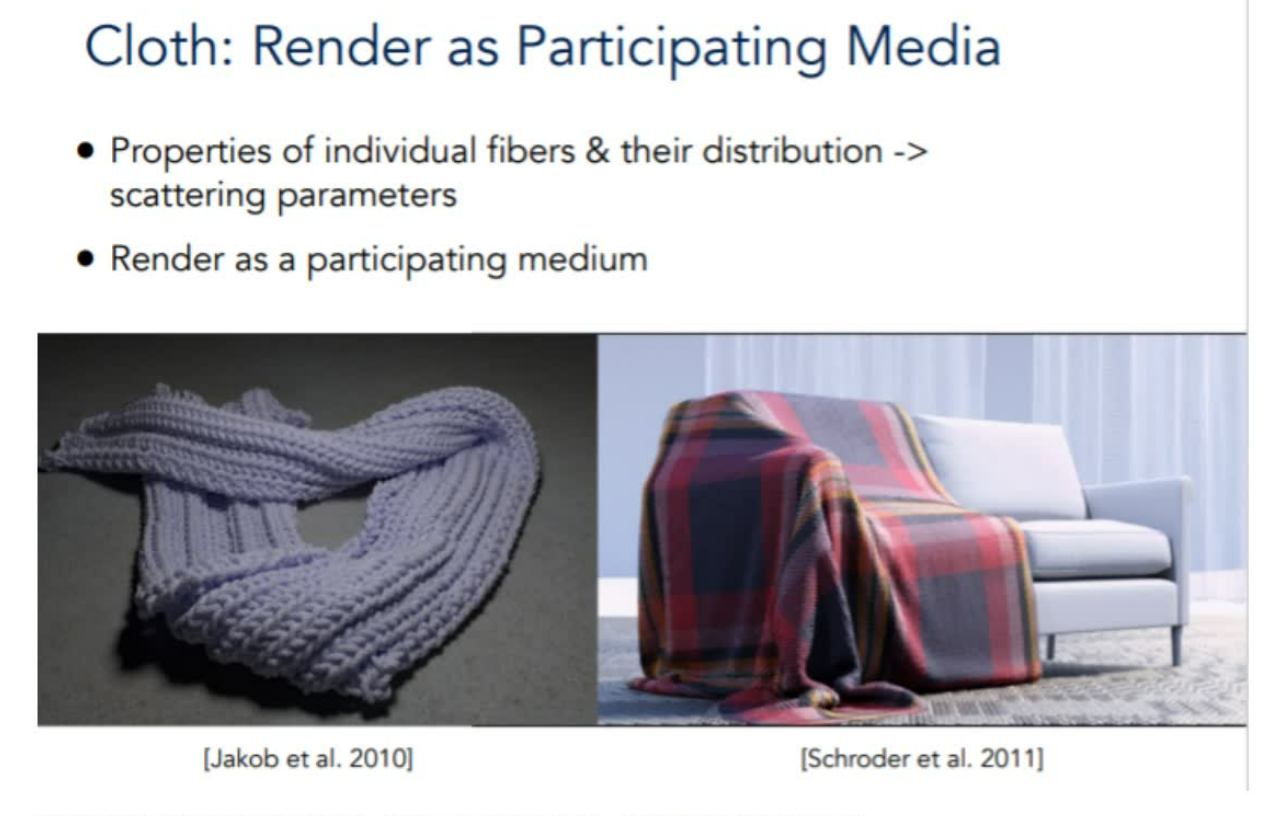 Cloth: Render as Participating Media
● Properties of individual fibers & their distribution ->
scattering parameters
● Render as a participating medium
[Jakob et al. 2010]
[Schroder et al. 2011]